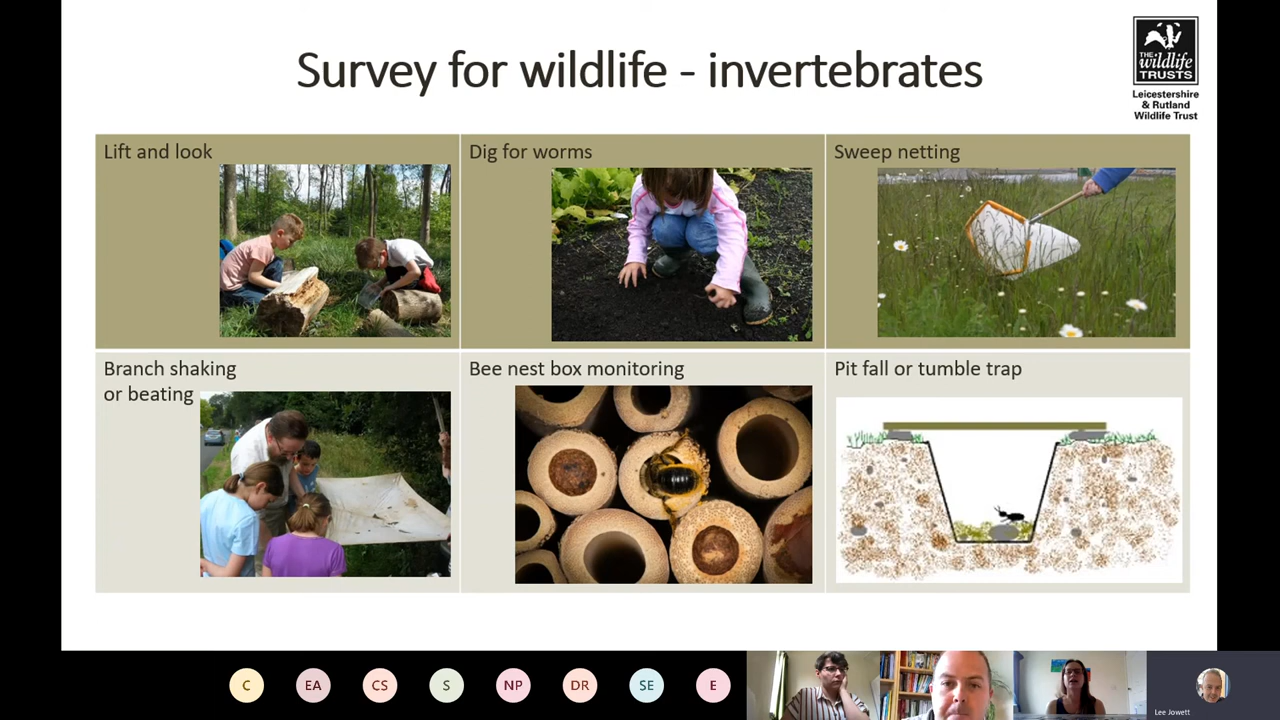 Survey for wildlife - invertebrates
THE
wildlife
TRUSTS
Leicestershire
& Rutland
Wildlife Trust
Lift and look
Dig for worms
Sweep netting
Branch shaking
or beating
Bee nest box monitoring
Pit fall or tumble trap
C
EA
CS
S
NP
DR
SE
E
Lee Jowett